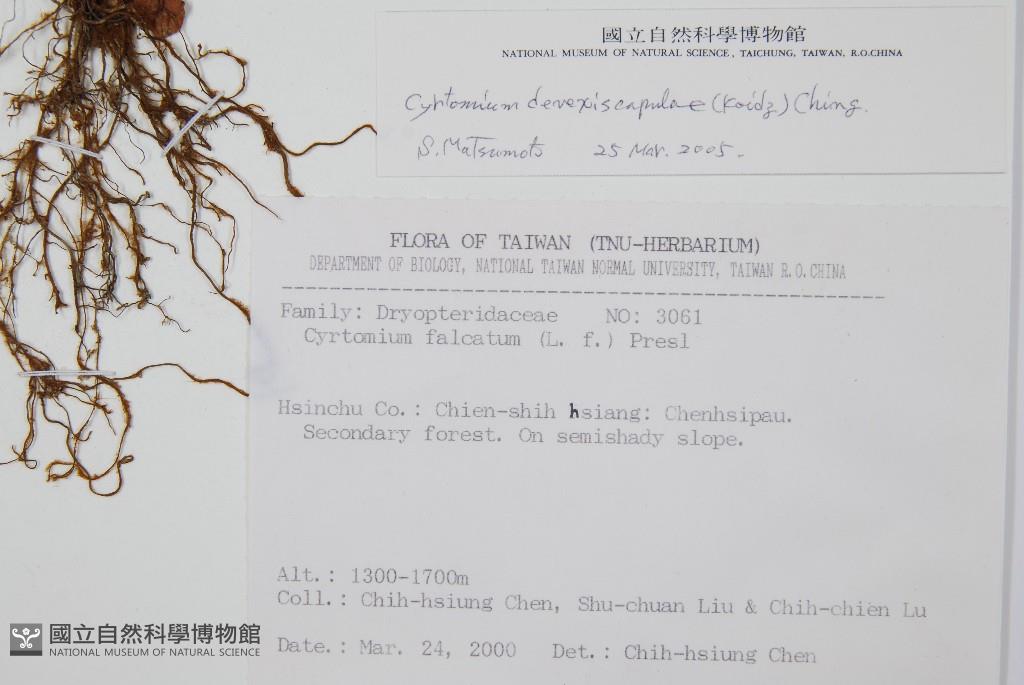 國立自然科學博物館
NATIONAL MUSEUM OF NATURAL SCIENCE, TAICHUNG, TAIWAN, R.O.CHINA
Cyrtomium devexiscapulae (Koidz.) Ching.
S. Matsumoto 25 Mar. 2005.
FLORA OF TAIWAN (TNU-HERBARIUM)
DEPARTMENT OF BIOLOGY, NATIONAL TAIWAN NORMAL UNIVERSITY, TAIWAN R.O.CHINA
Family: Dryopteridaceae NO: 3061
Cyrtomium falcatum (L. f.) Presl
Hsinchu Co.: Chien-shih hsiang: Chenhsipau.
Secondary forest. On semishady slope.
Alt.: 1300-1700m
Coll.: Chih-hsiung Chen, Shu-chuan Liu & Chih-chien Lu
Date.: Mar. 24, 2000 Det.: Chih-hsiung Chen
國立自然科學博物館
NATIONAL MUSEUM OF NATURAL SCIENCE